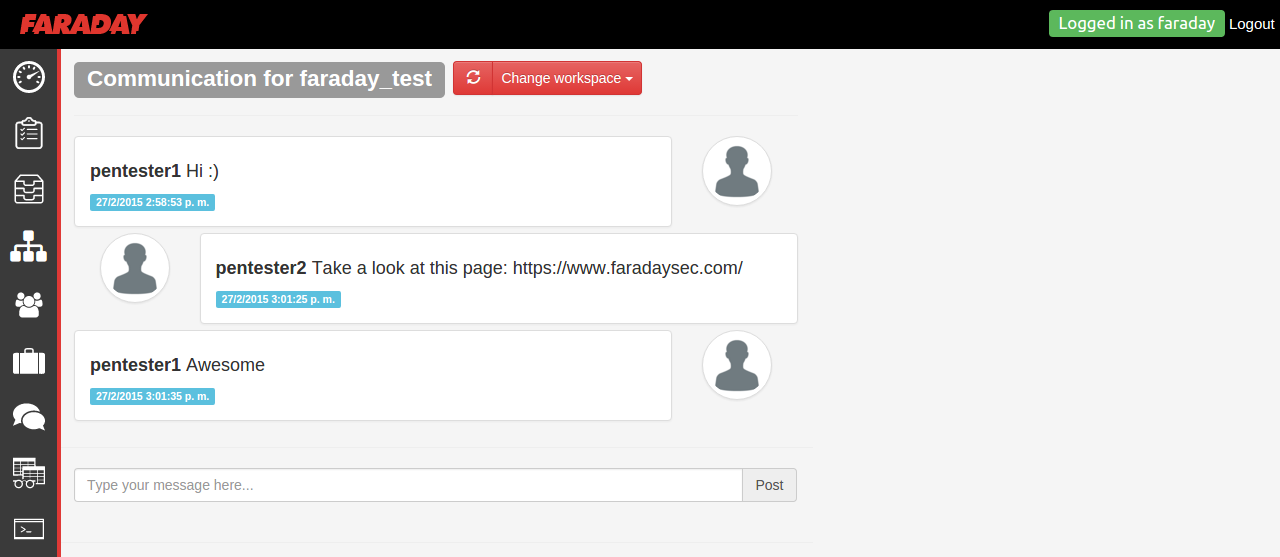 FARADAY
Logged in as faraday Logout
Communication for faraday_test Change workspace
pentester1 Hi :)
27/2/2015 2:58:53 p. m.
pentester2 Take a look at this page: https://www.faradaysec.com/
27/2/2015 3:01:25 p. m.
pentester1 Awesome
27/2/2015 3:01:35 p. m.
Type your message here... Post
>_